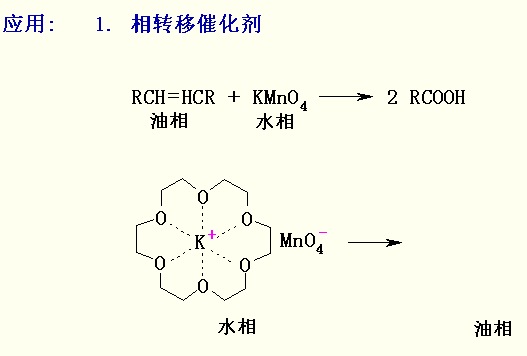 应用: 1. 相转移催化剂
RCH=HCR + KMnO4 → 2 RCOOH
油相 水相
O
O O
K+ MnO4− →
O O
O
水相 油相